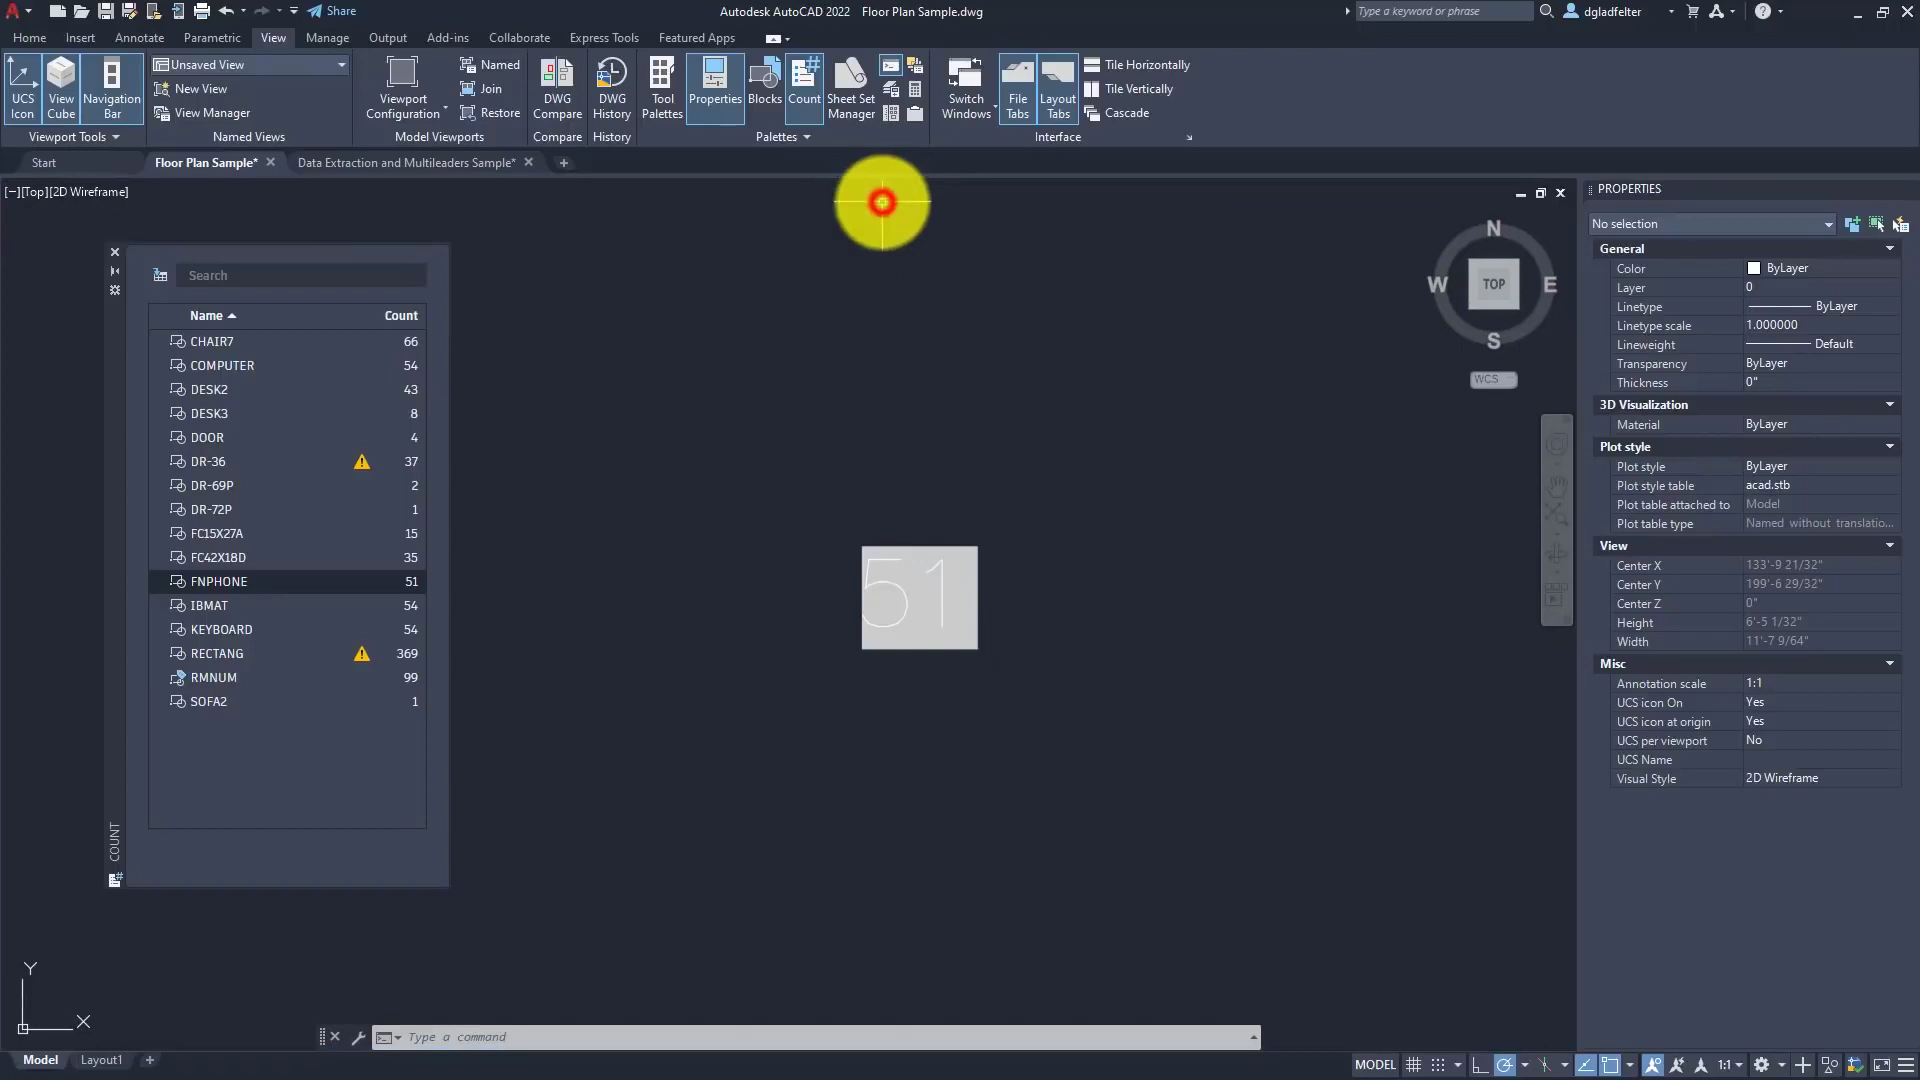 Share
Autodesk AutoCAD 2022 Floor Plan Sample.dwg
Type a keyword or phrase
dgladfelter
Home Insert Annotate Parametric View Manage Output Add-ins Collaborate Express Tools Featured Apps
UCS Icon
View Cube
Navigation Bar
Unsaved View
New View
View Manager
Viewport Configuration
Named
Join
Restore
DWG Compare
DWG History
Tool Palettes
Properties
Blocks
Count
Sheet Set Manager
Switch Windows
File Tabs
Layout Tabs
Tile Horizontally
Tile Vertically
Cascade
Viewport Tools
Named Views
Model Viewports
Compare
History
Palettes
Interface
Start
Floor Plan Sample*
Data Extraction and Multileaders Sample*
[−][Top][2D Wireframe]
Search
Name Count
CHAIR7 66
COMPUTER 54
DESK2 43
DESK3 8
DOOR 4
DR-36 37
DR-69P 2
DR-72P 1
FC15X27A 15
FC42X18D 35
FNPHONE 51
IBMAT 54
KEYBOARD 54
RECTANG 369
RMNUM 99
SOFA2 1
COUNT
51
N
W TOP E
S
WCS
PROPERTIES
No selection
General
Color ByLayer
Layer 0
Linetype ByLayer
Linetype scale 1.000000
Lineweight Default
Transparency ByLayer
Thickness 0"
3D Visualization
Material ByLayer
Plot style
Plot style ByLayer
Plot style table acad.stb
Plot table attached to Model
Plot table type Named without translatio...
View
Center X 133'-9 21/32"
Center Y 199'-6 29/32"
Center Z 0"
Height 6'-5 1/32"
Width 11'-7 9/64"
Misc
Annotation scale 1:1
UCS icon On Yes
UCS icon at origin Yes
UCS per viewport No
UCS Name
Visual Style 2D Wireframe
Y
X
Type a command
Model Layout1
MODEL 1:1